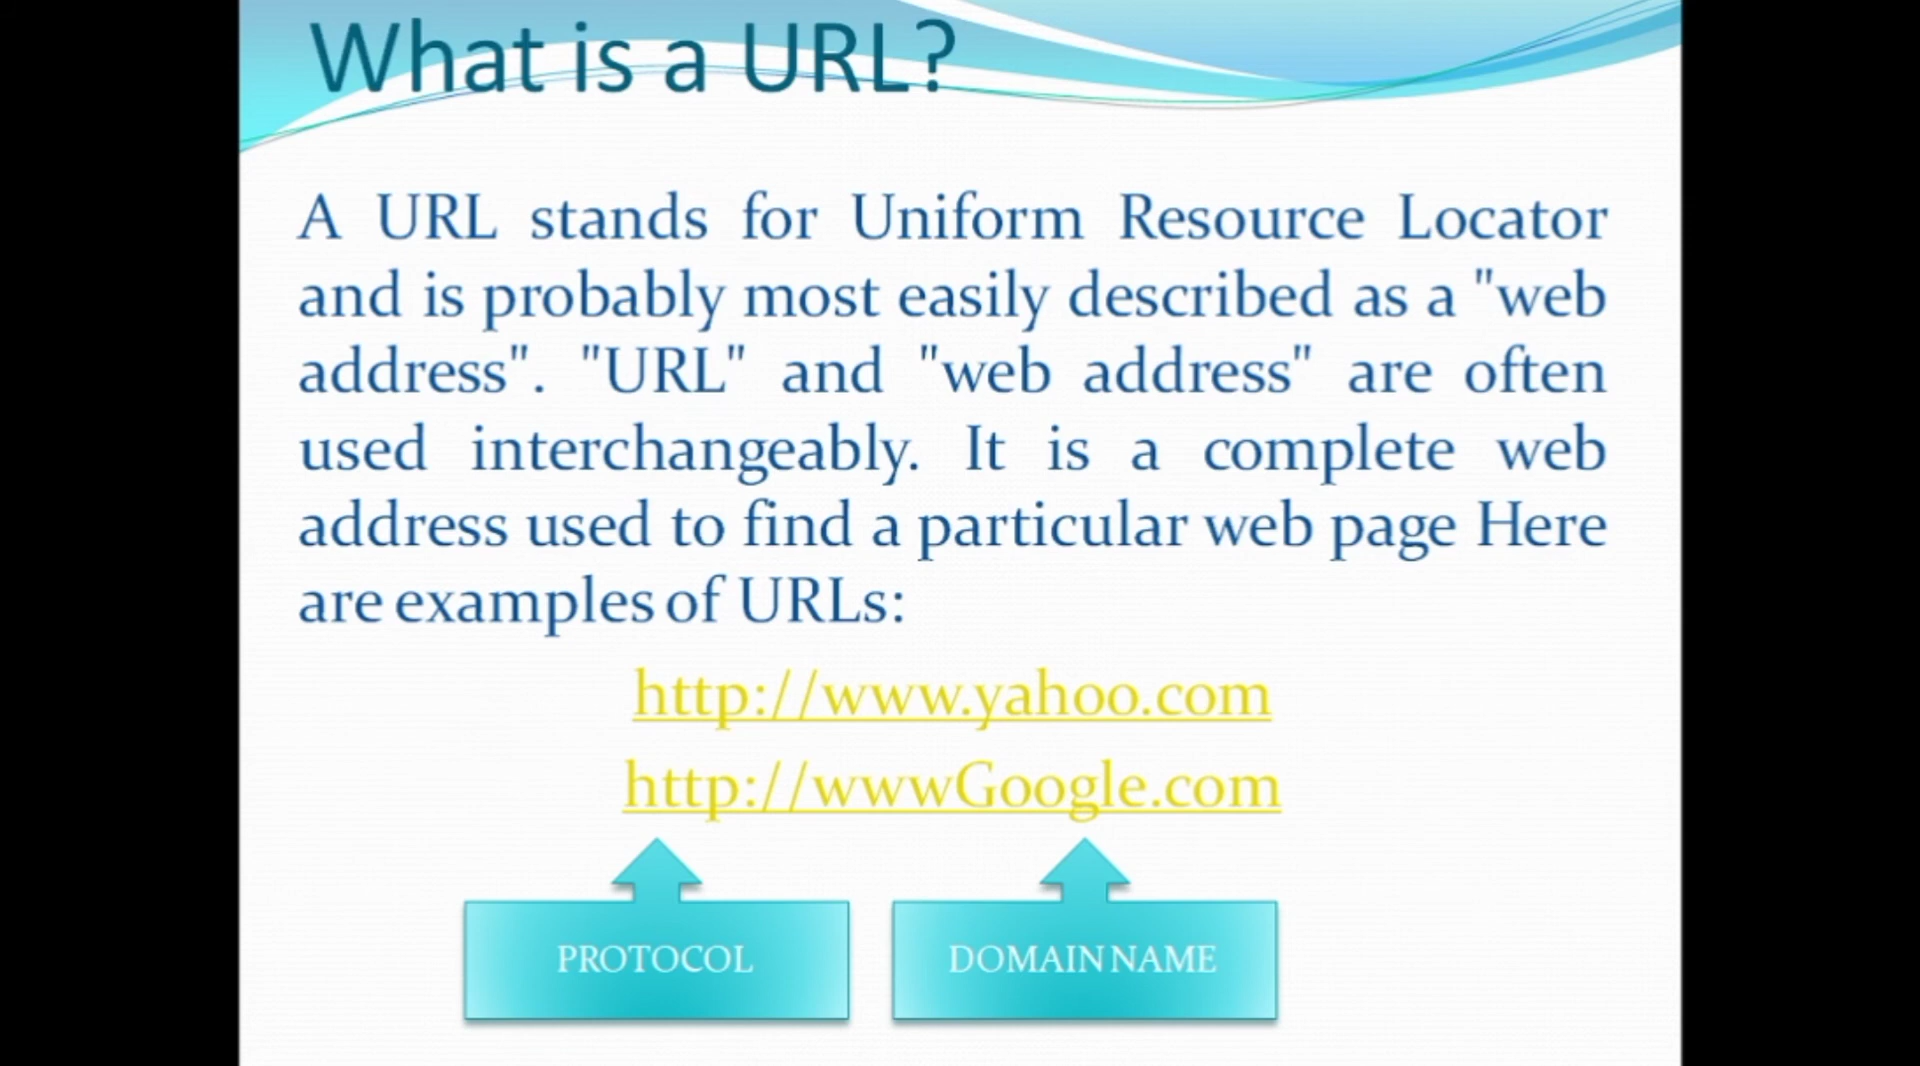 What is a URL?
A URL stands for Uniform Resource Locator
and is probably most easily described as a "web
address". "URL" and "web address" are often
used interchangeably. It is a complete web
address used to find a particular web page Here
are examples of URLs:
http://www.yahoo.com
http://wwwGoogle.com
PROTOCOL
DOMAIN NAME